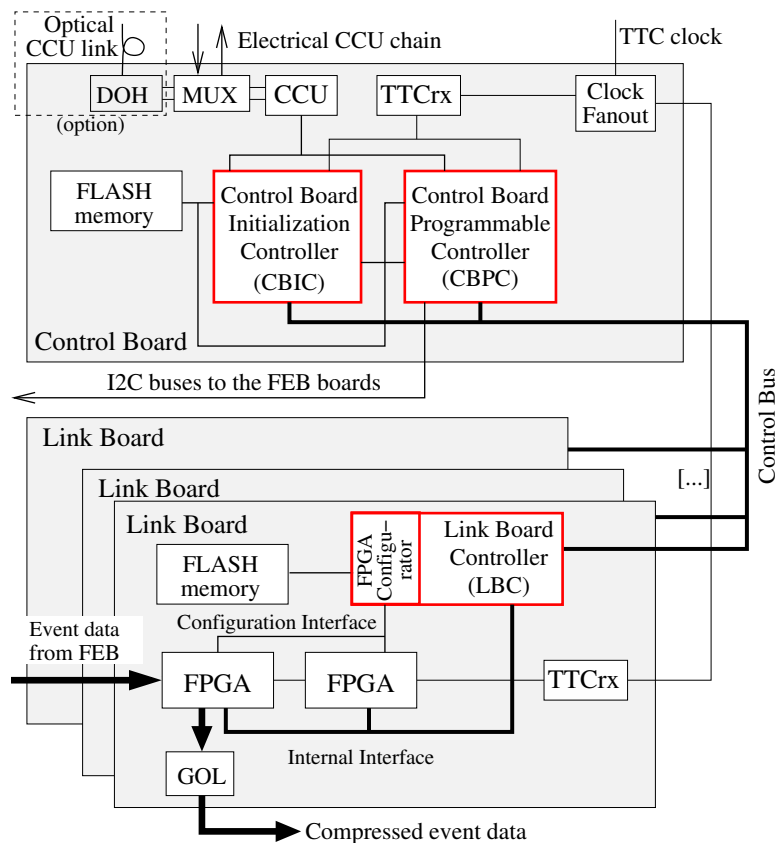 Optical
CCU link
Electrical CCU chain
TTC clock
DOH
MUX
CCU
TTCrx
Clock
Fanout
(option)
FLASH
memory
Control Board
Initialization
Controller
(CBIC)
Control Board
Programmable
Controller
(CBPC)
Control Board
I2C buses to the FEB boards
Control Bus
Link Board
Link Board
[...]
Link Board
FLASH
memory
FPGA
Configu-
rator
Link Board
Controller
(LBC)
Configuration Interface
Event data
from FEB
FPGA
FPGA
TTCrx
Internal Interface
GOL
Compressed event data